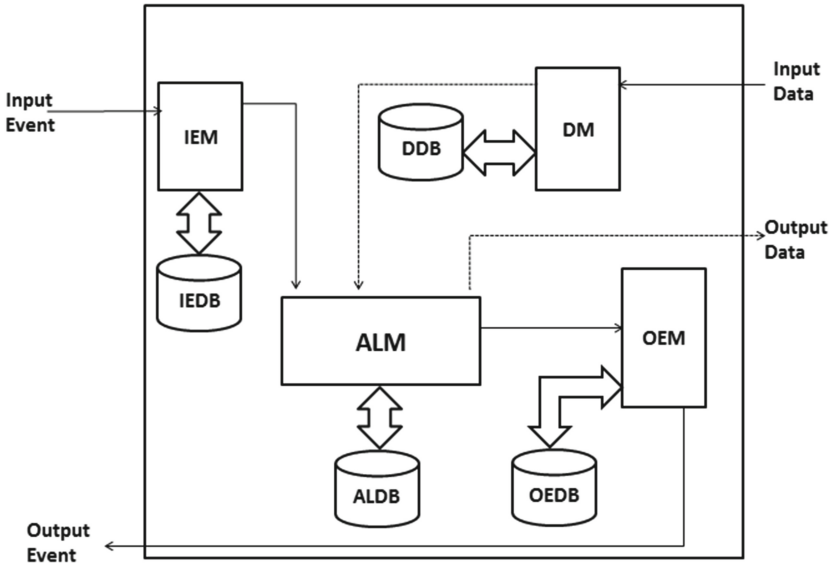 Input
Event
IEM
IEDB
DDB
DM
Input
Data
Output
Data
ALM
OEM
ALDB
OEDB
Output
Event